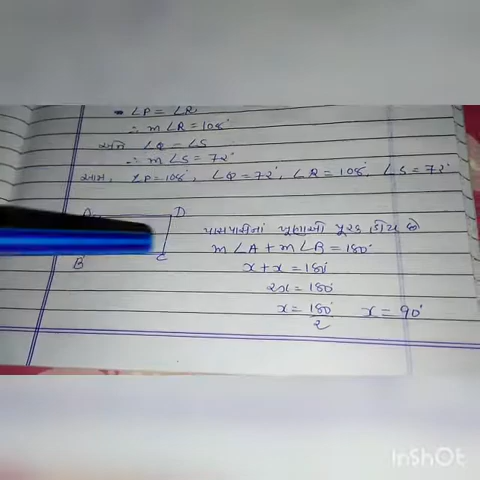 ∠P = ∠R
∴ m∠R = 108°
અને ∠Q = ∠S
∴ m∠S = 72°
આમ, ∠P = 108°, ∠Q = 72°, ∠R = 108°, ∠S = 72°
D
પાસપાસેનાં ખૂણાઓ પૂરક હોય છે
m∠A + m∠B = 180°
C
B
x + x = 180°
2x = 180°
x = 180°/2 x = 90°
InShOt